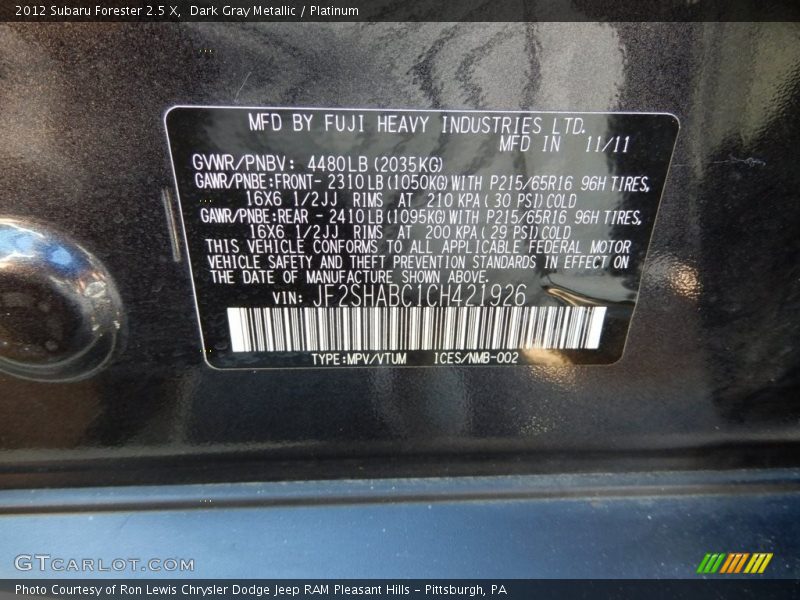 2012 Subaru Forester 2.5 X, Dark Gray Metallic / Platinum
MFD BY FUJI HEAVY INDUSTRIES LTD.
MFD IN 11/11
GVWR/PNBV: 4480LB (2035KG)
GAWR/PNBE:FRONT- 2310LB (1050KG) WITH P215/65R16 96H TIRES,
16X6 1/2JJ RIMS AT 210 KPA ( 30 PSI) COLD
GAWR/PNBE:REAR - 2410LB (1095KG) WITH P215/65R16 96H TIRES,
16X6 1/2JJ RIMS AT 200 KPA ( 29 PSI) COLD
THIS VEHICLE CONFORMS TO ALL APPLICABLE FEDERAL MOTOR
VEHICLE SAFETY AND THEFT PREVENTION STANDARDS IN EFFECT ON
THE DATE OF MANUFACTURE SHOWN ABOVE.
VIN: JF2SHABC1CH421926
TYPE:MPV/VTUM ICES/NMB-002
GTCARLOT.COM
Photo Courtesy of Ron Lewis Chrysler Dodge Jeep RAM Pleasant Hills - Pittsburgh, PA